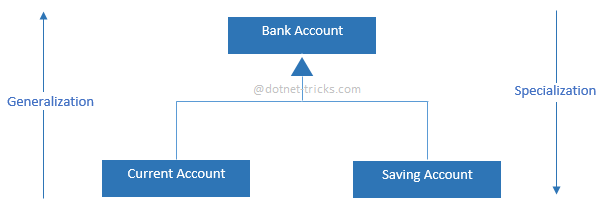 Bank Account
@dotnet-tricks.com
Generalization
Specialization
Current Account
Saving Account